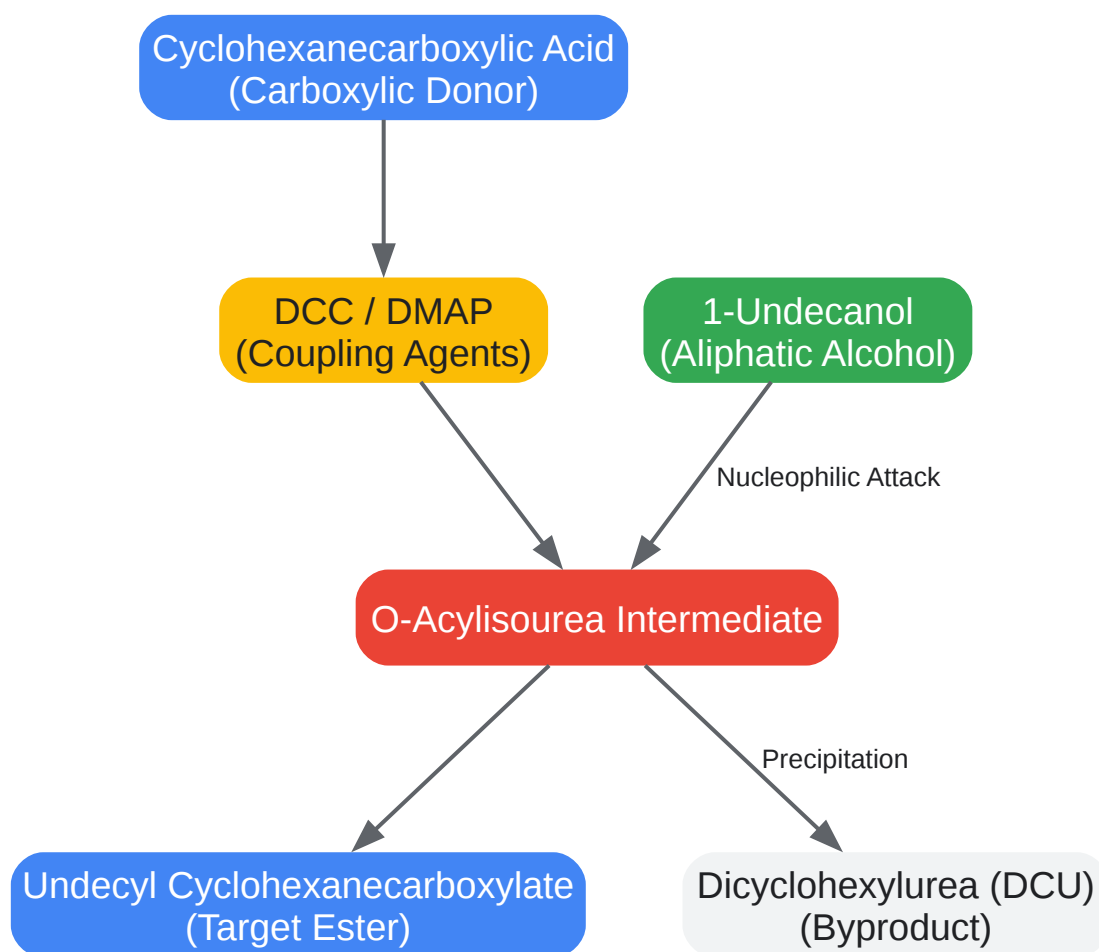 Cyclohexanecarboxylic Acid
(Carboxylic Donor)
DCC / DMAP
(Coupling Agents)
1-Undecanol
(Aliphatic Alcohol)
Nucleophilic Attack
O-Acylisourea Intermediate
Precipitation
Undecyl Cyclohexanecarboxylate
(Target Ester)
Dicyclohexylurea (DCU)
(Byproduct)